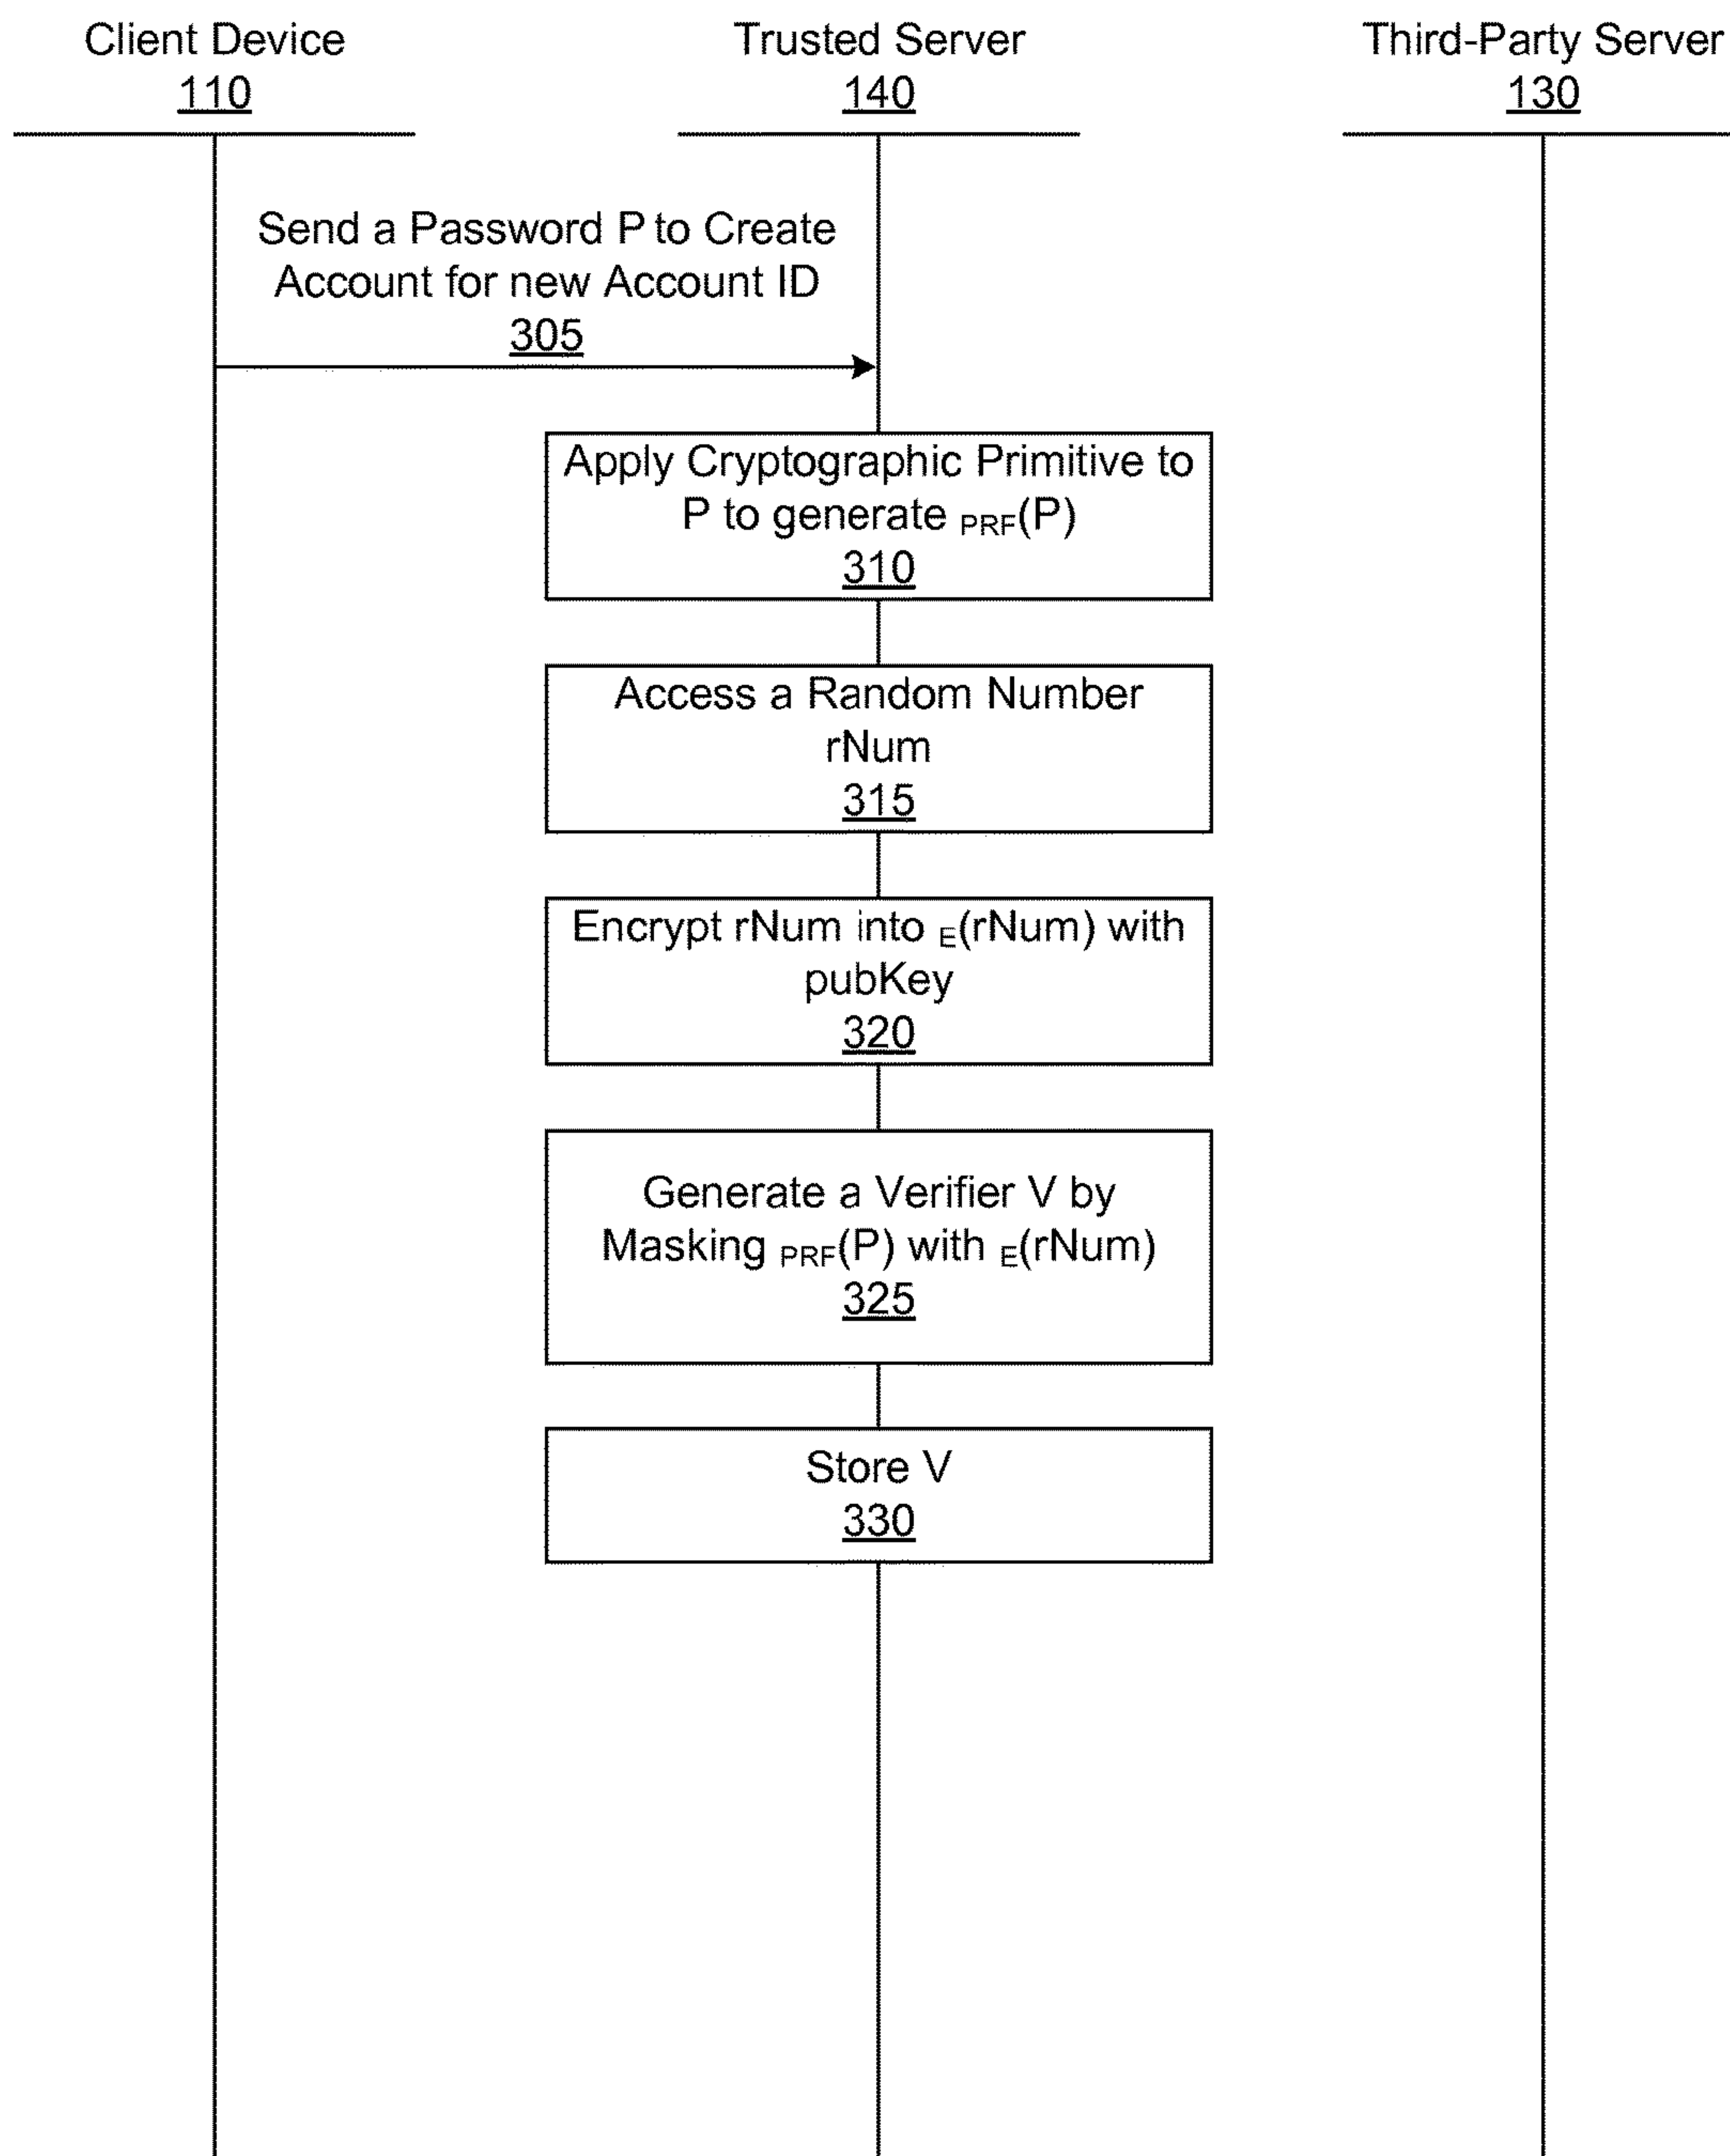 Client Device
110
Trusted Server
140
Third-Party Server
130
Send a Password P to Create
Account for new Account ID
305
Apply Cryptographic Primitive to
P to generate PRF(P)
310
Access a Random Number
rNum
315
Encrypt rNum into E(rNum) with
pubKey
320
Generate a Verifier V by
Masking PRF(P) with E(rNum)
325
Store V
330